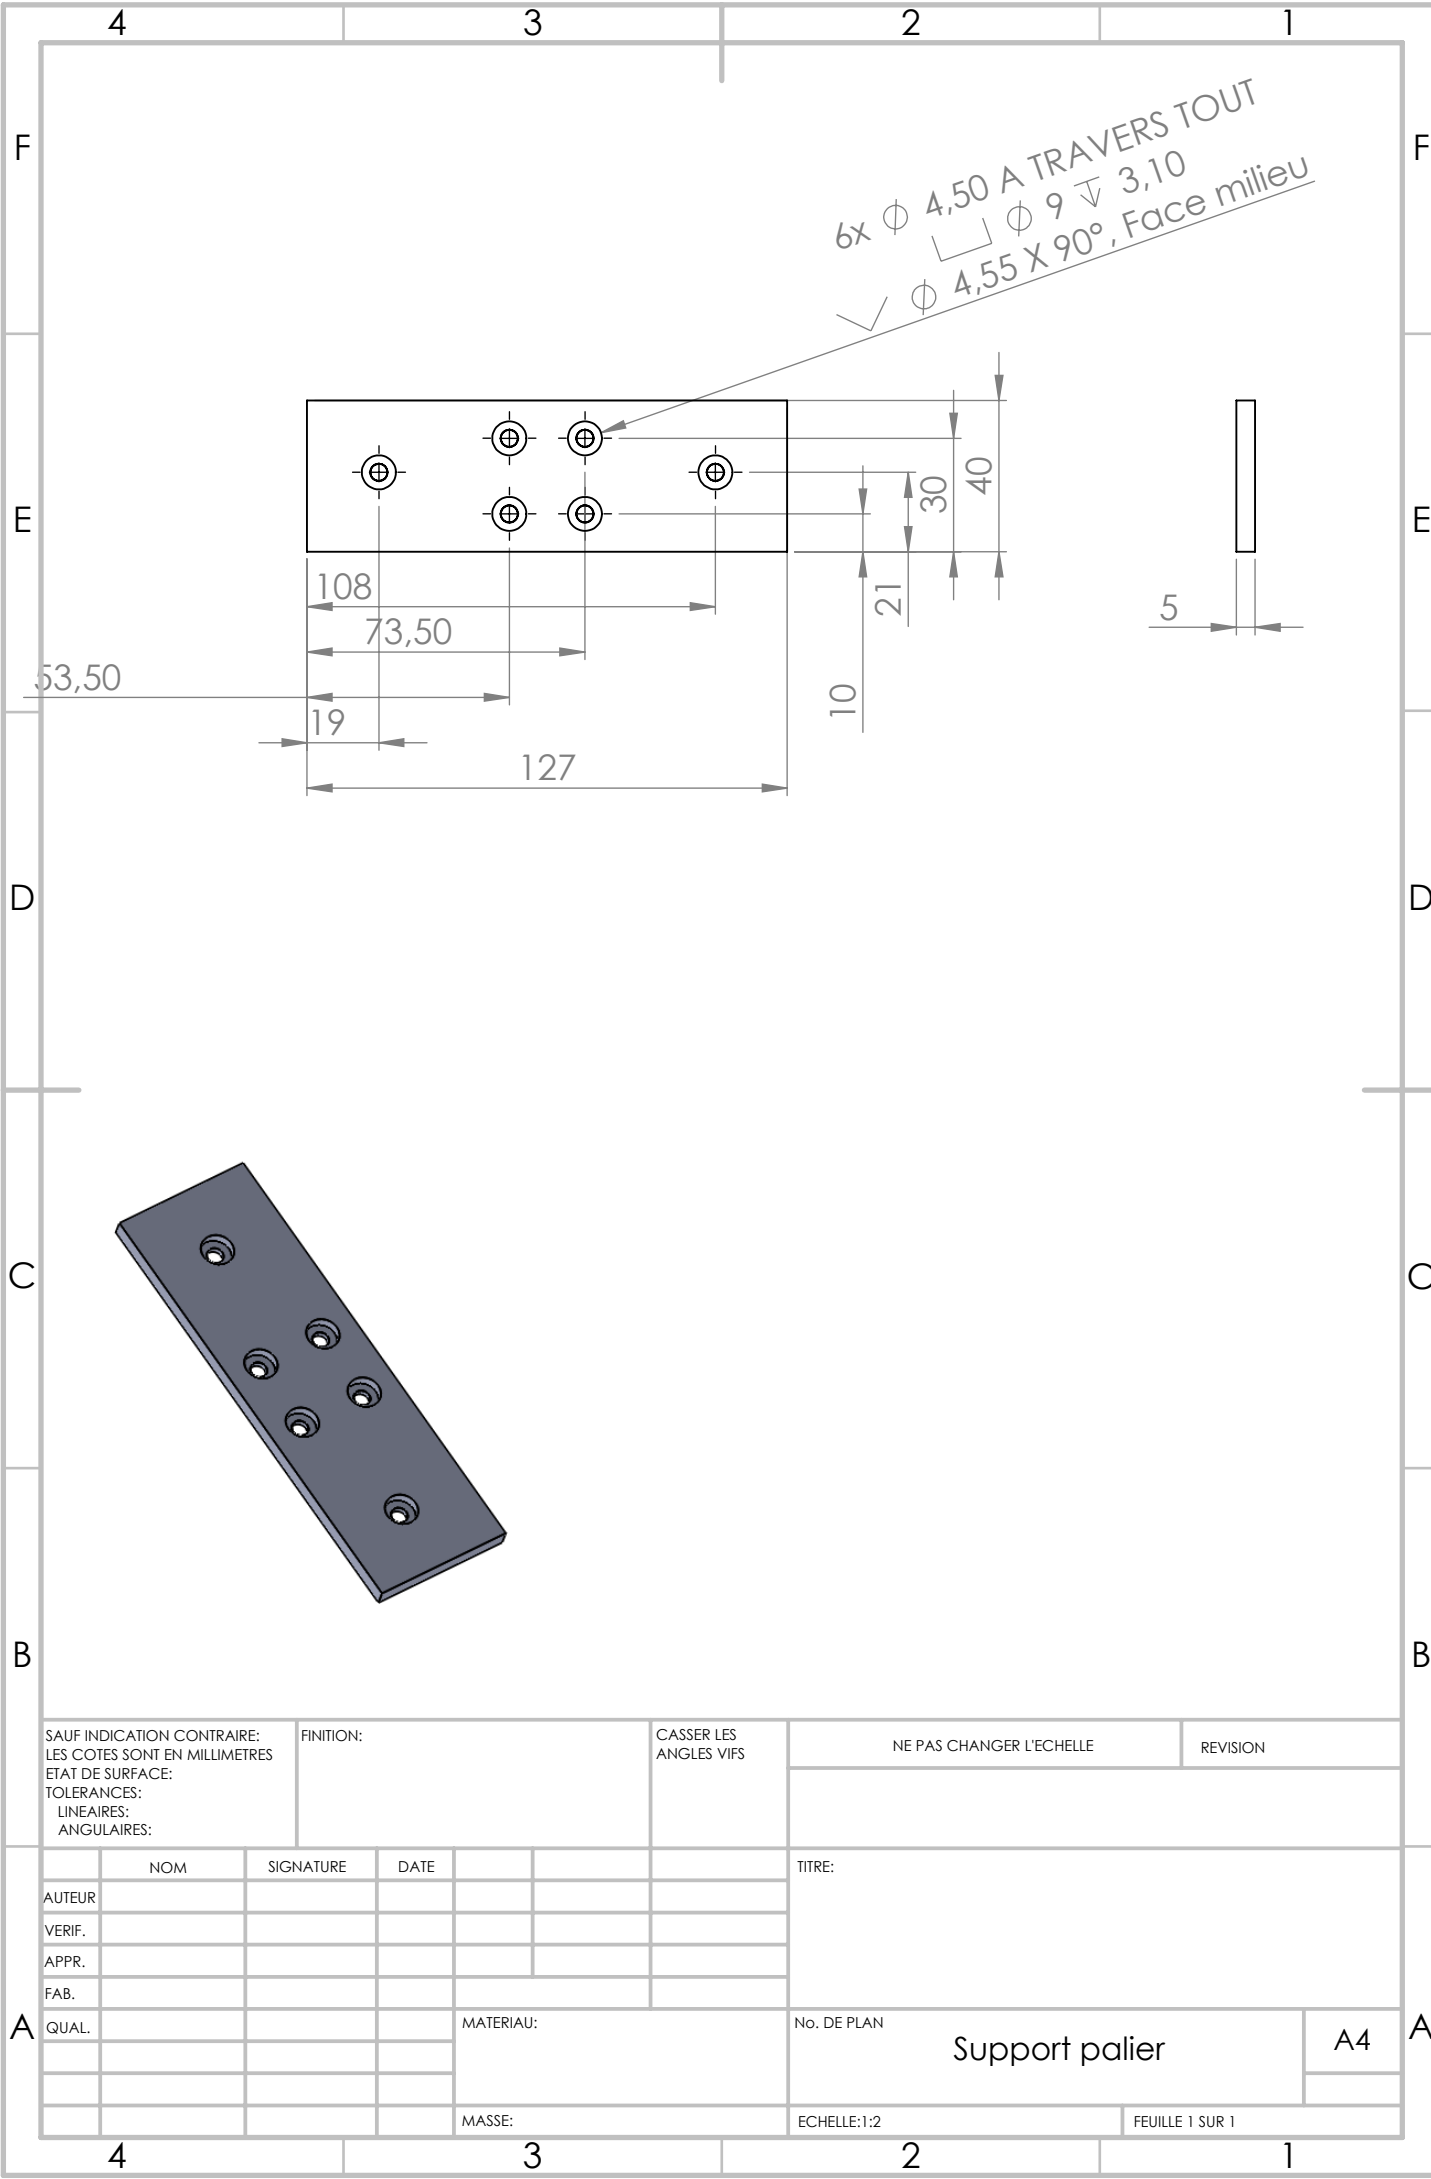 4 3 2 1
F F
6x ⌀ 4,50 A TRAVERS TOUT
⌴ ⌀ 9 ↧ 3,10
⌵ ⌀ 4,55 X 90°, Face milieu
E E
30
40
108
21
5
73,50
53,50
10
19
127
D D
C C
B B
SAUF INDICATION CONTRAIRE:
LES COTES SONT EN MILLIMETRES
ETAT DE SURFACE:
TOLERANCES:
LINEAIRES:
ANGULAIRES:
FINITION:
CASSER LES
ANGLES VIFS
NE PAS CHANGER L'ECHELLE
REVISION
NOM SIGNATURE DATE
TITRE:
AUTEUR
VERIF.
APPR.
FAB.
QUAL.
MATERIAU:
No. DE PLAN
Support palier
A4
A A
MASSE:
ECHELLE:1:2
FEUILLE 1 SUR 1
4 3 2 1